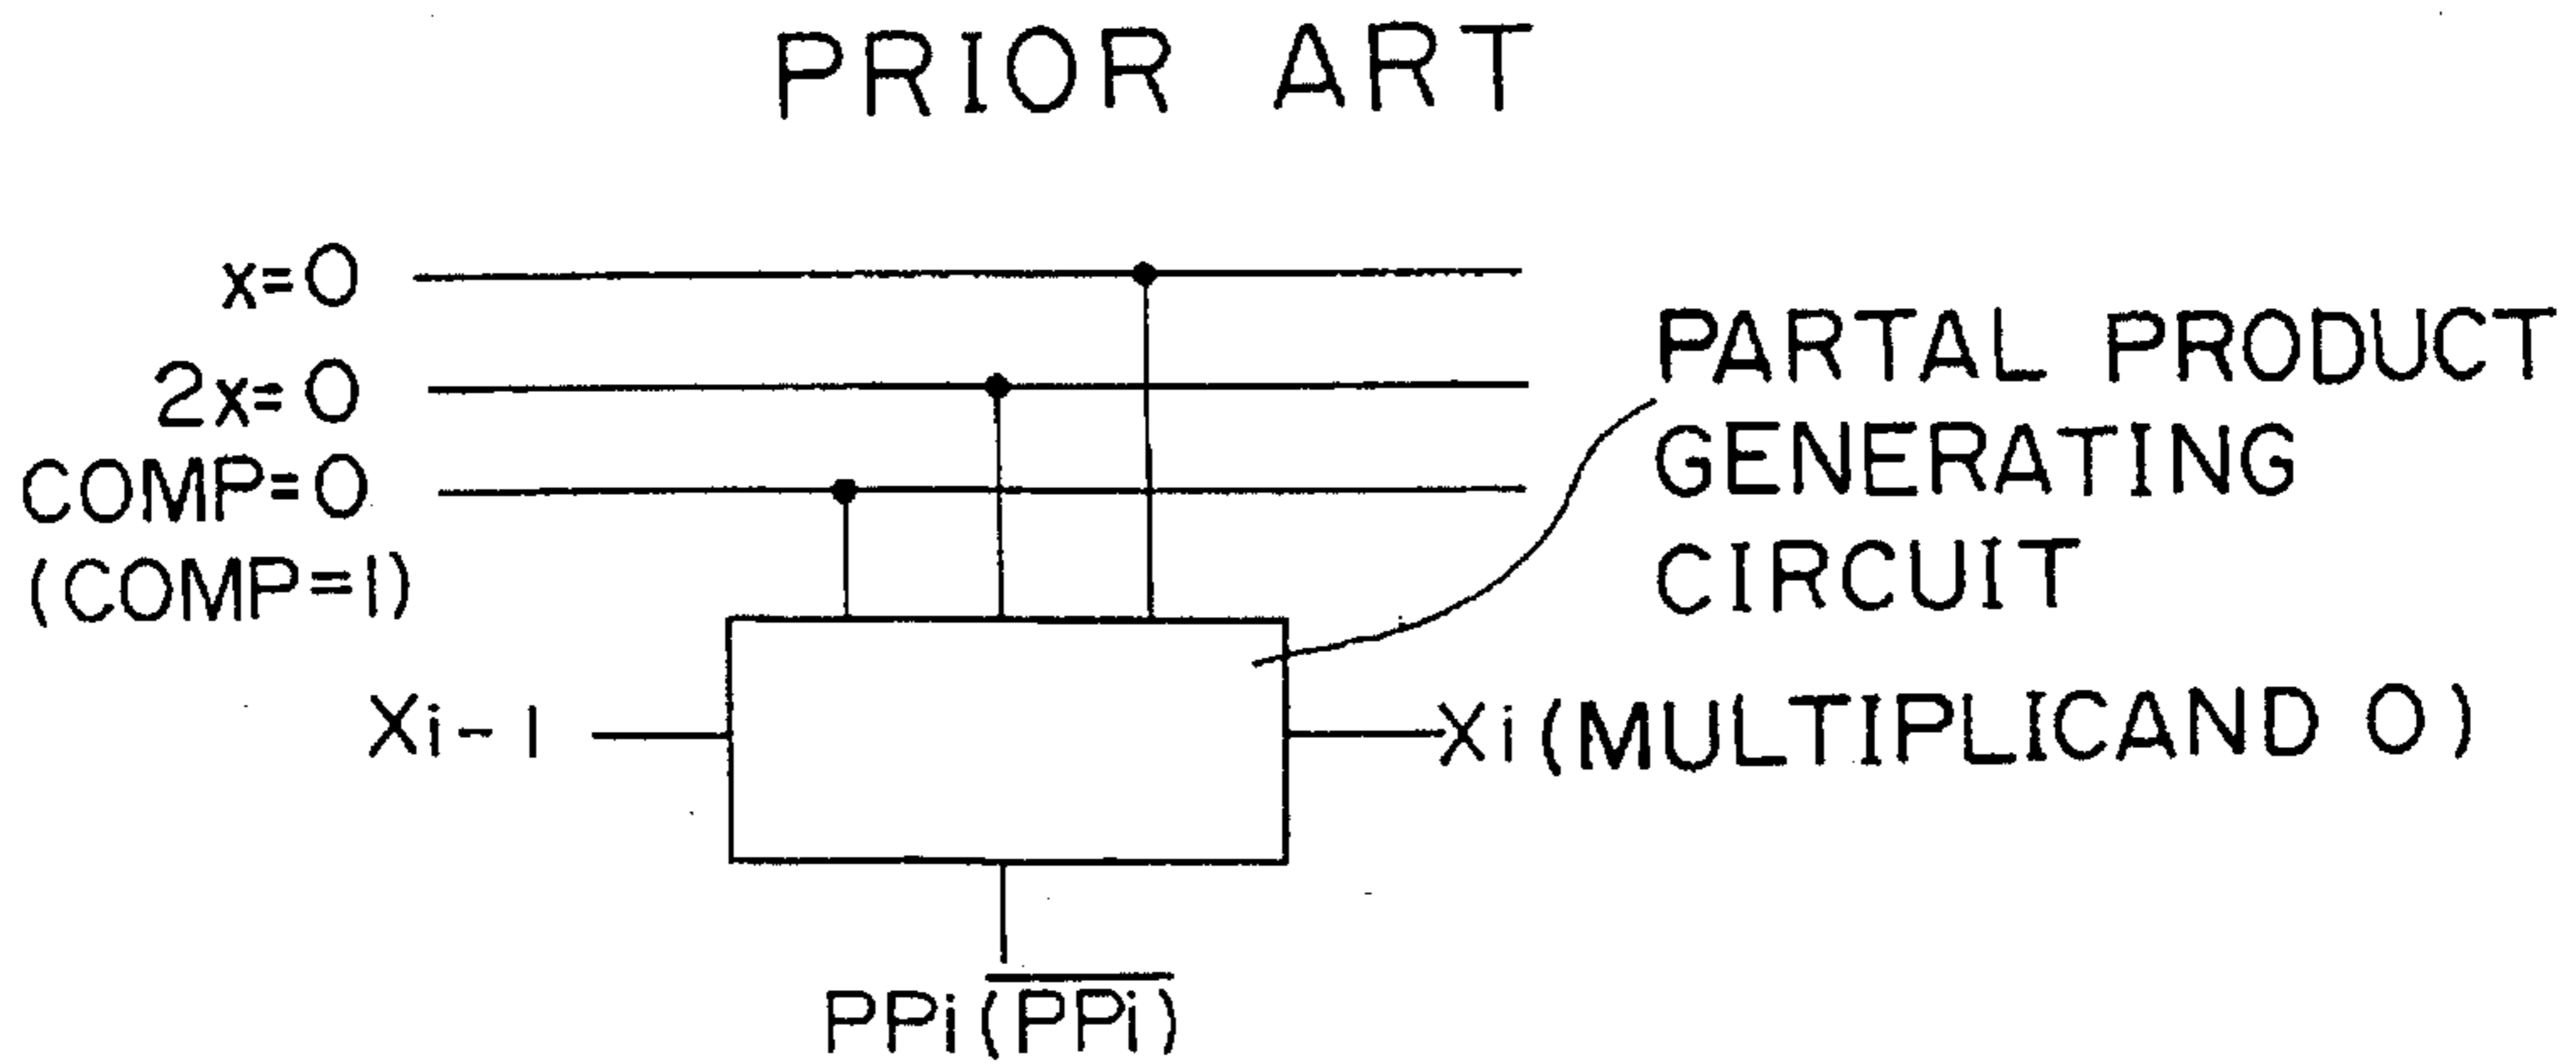 PRIOR ART
x=0
2x=0
COMP=0
(COMP=1)
PARTAL PRODUCT
GENERATING
CIRCUIT
Xi-1
Xi (MULTIPLICAND 0)
PPi(P̅P̅i̅)